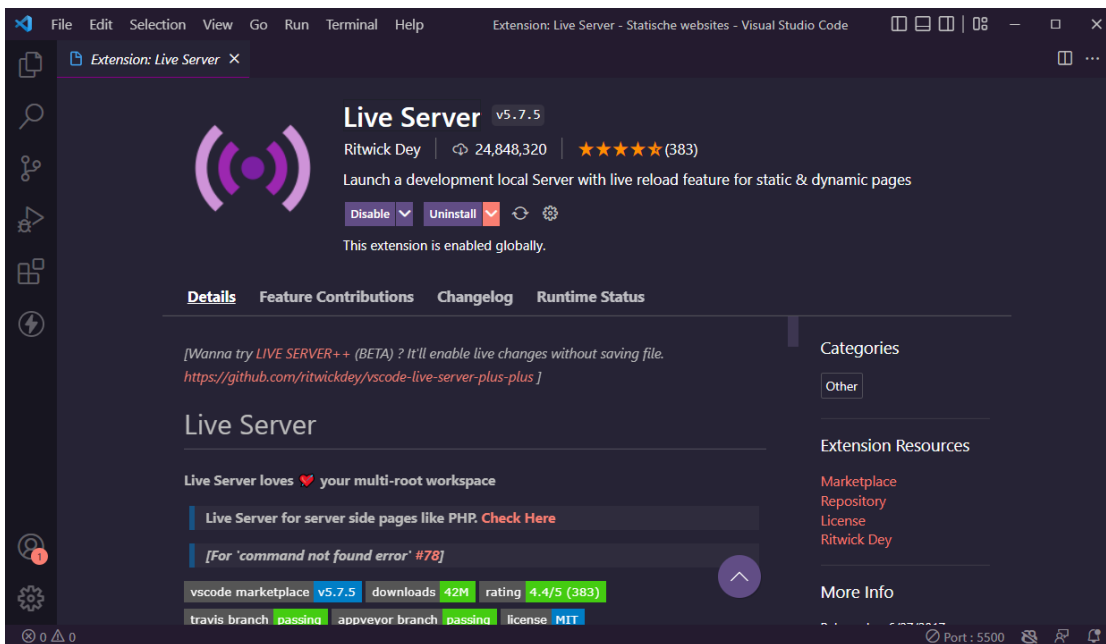 File Edit Selection View Go Run Terminal Help Extension: Live Server - Statische websites - Visual Studio Code
Extension: Live Server
Live Server v5.7.5
Ritwick Dey 24,848,320 (383)
Launch a development local Server with live reload feature for static & dynamic pages
Disable Uninstall
This extension is enabled globally.
Details Feature Contributions Changelog Runtime Status
[Wanna try LIVE SERVER++ (BETA) ? It'll enable live changes without saving file.
https://github.com/ritwickdey/vscode-live-server-plus-plus ]
Live Server
Live Server loves ❤ your multi-root workspace
Live Server for server side pages like PHP. Check Here
[For 'command not found error' #78]
vscode marketplace v5.7.5 downloads 42M rating 4.4/5 (383)
travis branch passing appveyor branch passing license MIT
Categories
Other
Extension Resources
Marketplace
Repository
License
Ritwick Dey
More Info
1
0 0 Port : 5500